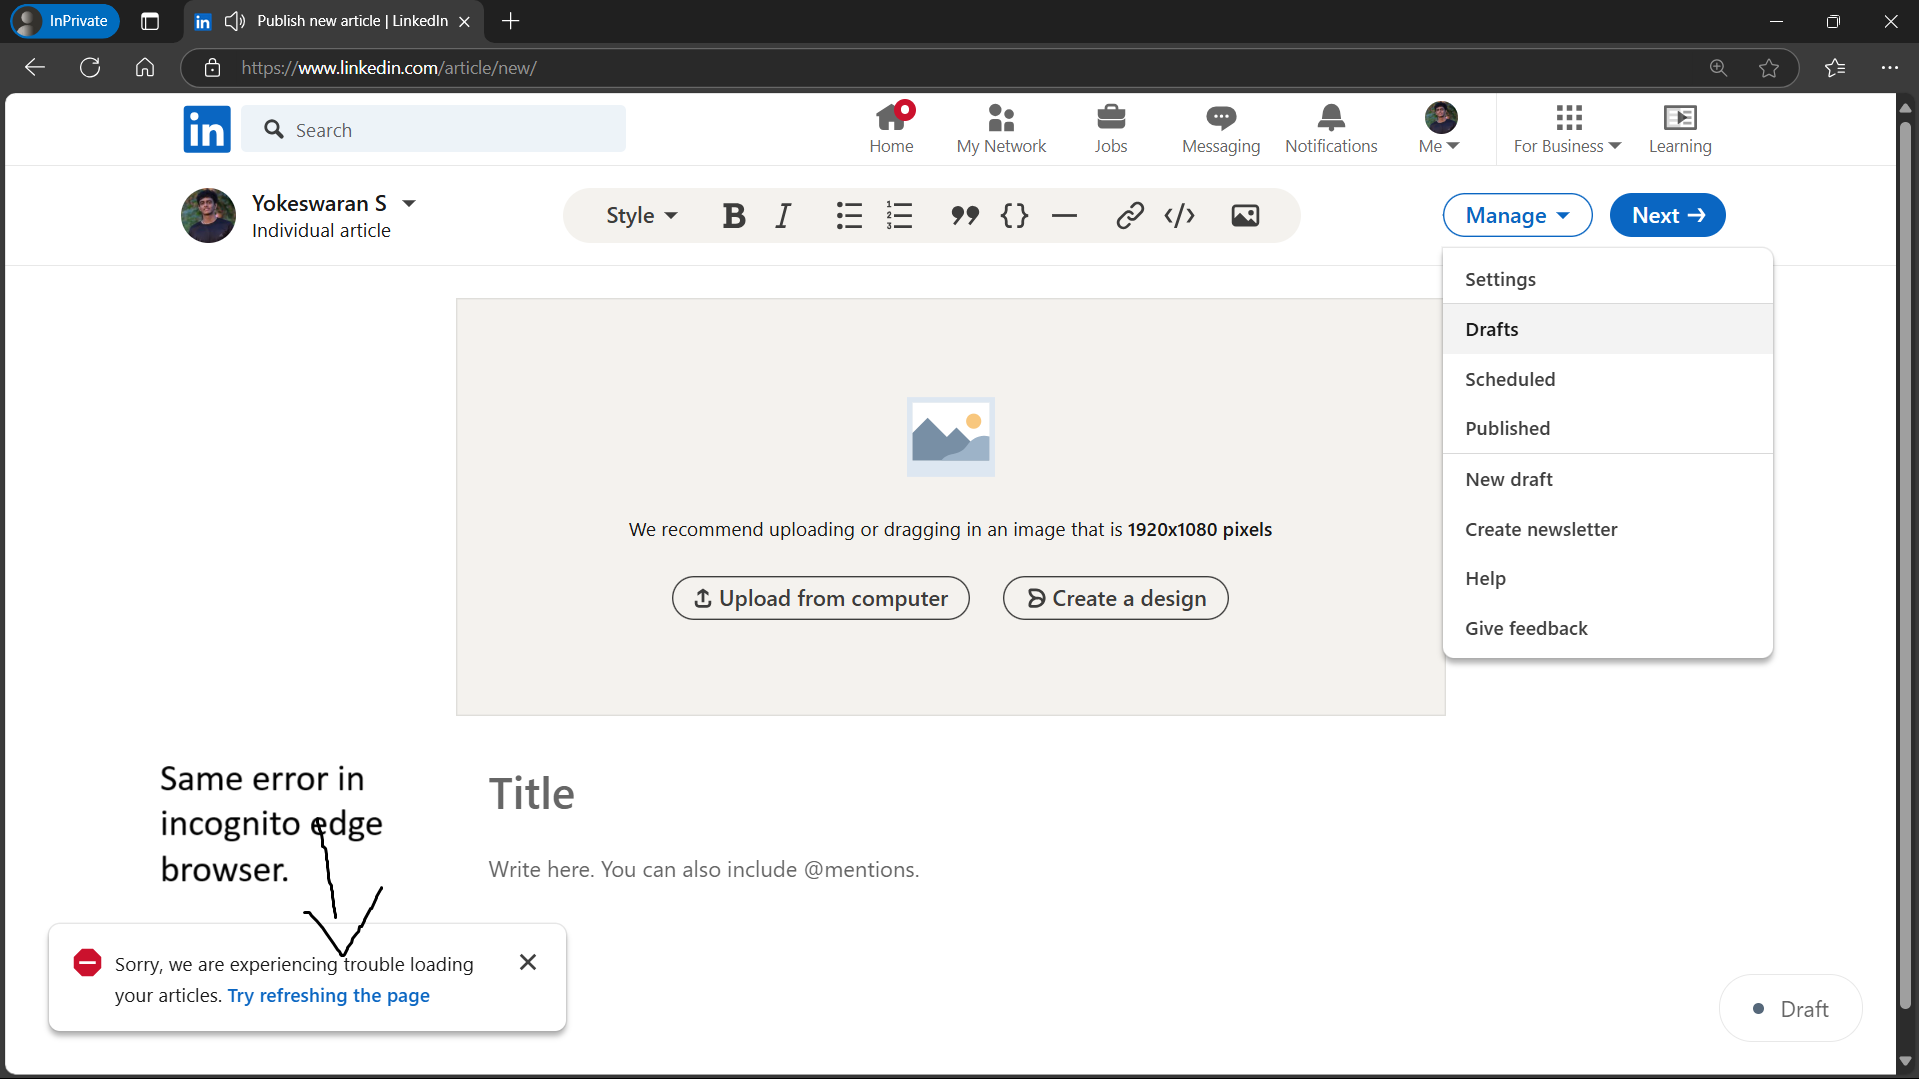 InPrivate
Publish new article | LinkedIn
https://www.linkedin.com/article/new/
in
Search
Home
My Network
Jobs
Messaging
Notifications
Me
For Business
Learning
Yokeswaran S
Individual article
Style
B I
Manage
Next →
Settings
Drafts
Scheduled
Published
New draft
Create newsletter
Help
Give feedback
We recommend uploading or dragging in an image that is 1920x1080 pixels
Upload from computer
Create a design
Same error in
incognito edge
browser.
Title
Write here. You can also include @mentions.
Sorry, we are experiencing trouble loading
your articles. Try refreshing the page
Draft